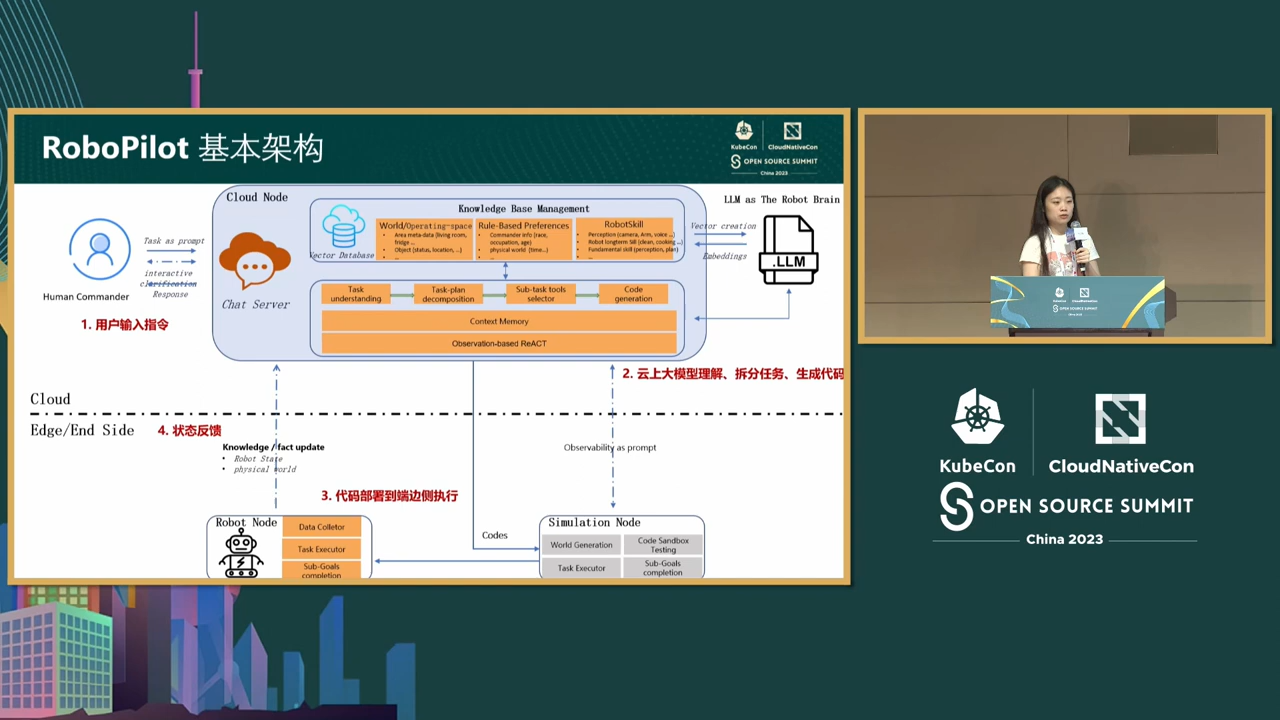 RoboPilot 基本架构
KubeCon
CloudNativeCon
OPEN SOURCE SUMMIT
China 2023
Cloud Node
Knowledge Base Management
LLM as The Robot Brain
Vector Database
World/Operating-space
• Area meta-data (living room, fridge ...
• Object (status, location, ...)
Rule-Based Preferences
• Commander info (race, occupation, age)
• physical world (time...)
RobotSkill
• Perception (camera, Arm, voice ...)
• Robot longterm Sill (clean, cooking ...)
• Fundamental skill (perception, plan)
Vector creation
Embeddings
.LLM
Task as prompt
interactive
clarification
Response
Human Commander
Chat Server
1. 用户输入指令
Task
understanding
Task-plan
decomposition
Sub-task tools
selector
Code
generation
Context Memory
Observation-based ReACT
2. 云上大模型理解、拆分任务、生成代码
Cloud
Edge/End Side
4. 状态反馈
Knowledge / fact update
• Robot State
• physical world
Observability as prompt
3. 代码部署到端边侧执行
Robot Node
Data Colletor
Task Executor
Sub-Goals
completion
Codes
Simulation Node
World Generation
Code Sandbox
Testing
Task Executor
Sub-Goals
completion
KubeCon
CloudNativeCon
OPEN SOURCE SUMMIT
China 2023